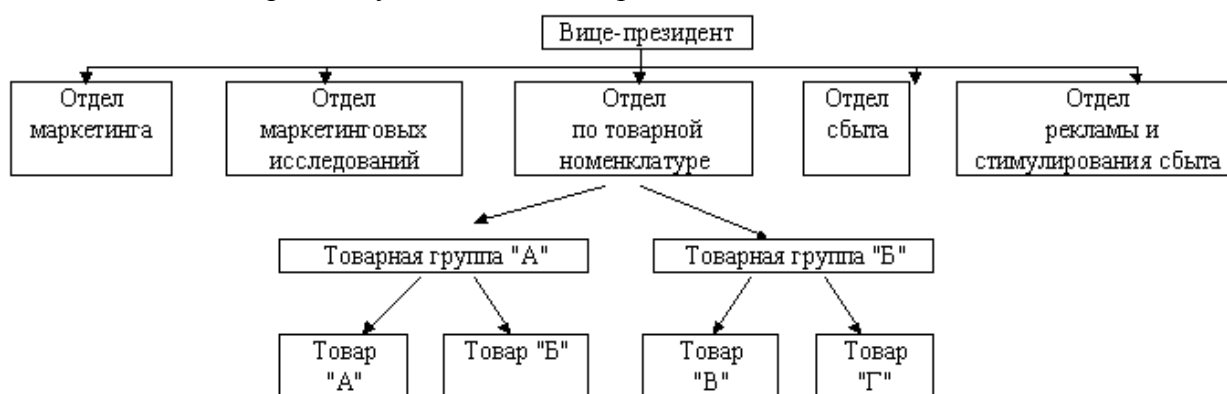 Вице-президент
Отдел
маркетинга
Отдел
маркетинговых
исследований
Отдел
по товарной
номенклатуре
Отдел
сбыта
Отдел
рекламы и
стимулирования сбыта
Товарная группа "А"
Товарная группа "Б"
Товар
"А"
Товар "Б"
Товар
"В"
Товар
"Г"